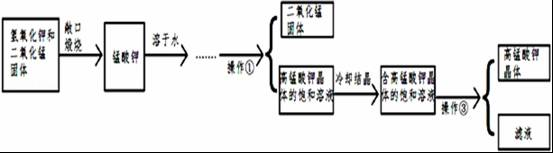 氢氧化钾和
二氧化锰
固体
敞口
煅烧
锰酸钾
溶于水
……
操作①
二氧化锰
固体
高锰酸钾晶
体的饱和溶液
冷却结晶
含高锰酸钾晶
体的饱和溶液
操作③
高锰酸钾
晶体
滤液